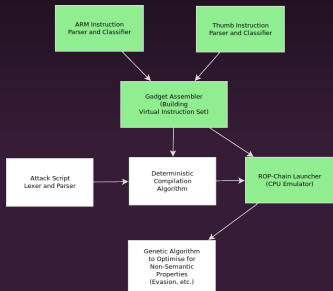 ARM Instruction
Parser and Classifier
Thumb Instruction
Parser and Classifier
Gadget Assembler
(Building
Virtual Instruction Set)
Attack Script
Lexer and Parser
Deterministic
Compilation
Algorithm
ROP-Chain Launcher
(CPU Emulator)
Genetic Algorithm
to Optimise for
Non-Semantic
Properties
(Evasion, etc.)